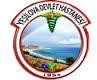 YEŞİLOVA DEVLET HASTANESİ
1954